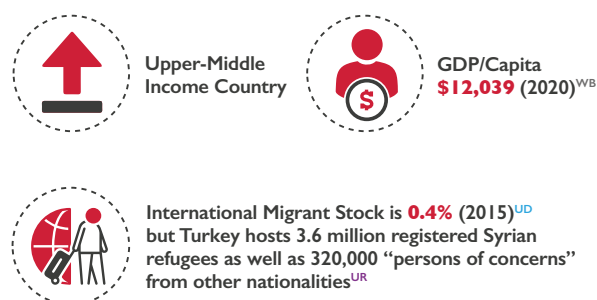 Upper-Middle
Income Country
GDP/Capita
$12,039 (2020)WB
$
International Migrant Stock is 0.4% (2015)UD
but Turkey hosts 3.6 million registered Syrian
refugees as well as 320,000 “persons of concerns”
from other nationalitiesUR